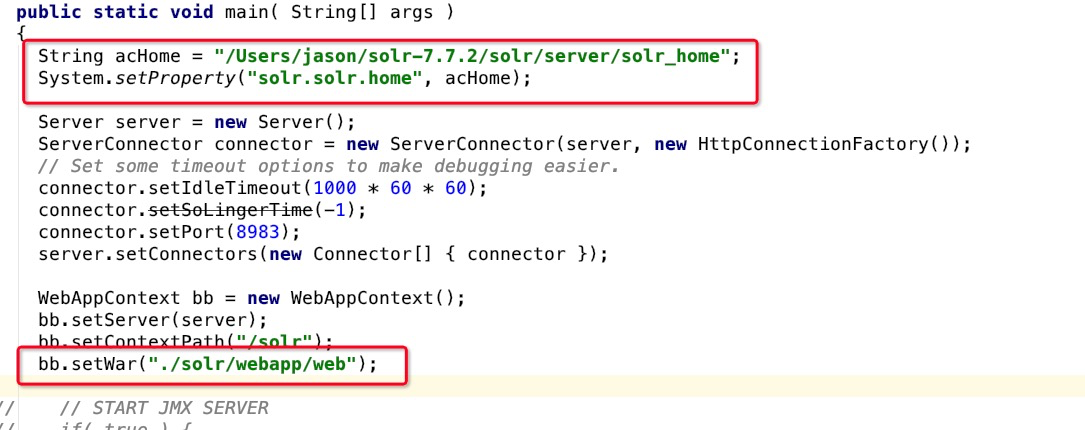 public static void main( String[] args )
{
String acHome = "/Users/jason/solr-7.7.2/solr/server/solr_home";
System.setProperty("solr.solr.home", acHome);
Server server = new Server();
ServerConnector connector = new ServerConnector(server, new HttpConnectionFactory());
// Set some timeout options to make debugging easier.
connector.setIdleTimeout(1000 * 60 * 60);
connector.setSoLingerTime(-1);
connector.setPort(8983);
server.setConnectors(new Connector[] { connector });
WebAppContext bb = new WebAppContext();
bb.setServer(server);
bb.setContextPath("/solr");
bb.setWar("./solr/webapp/web");
// // START JMX SERVER
// if( true ) {